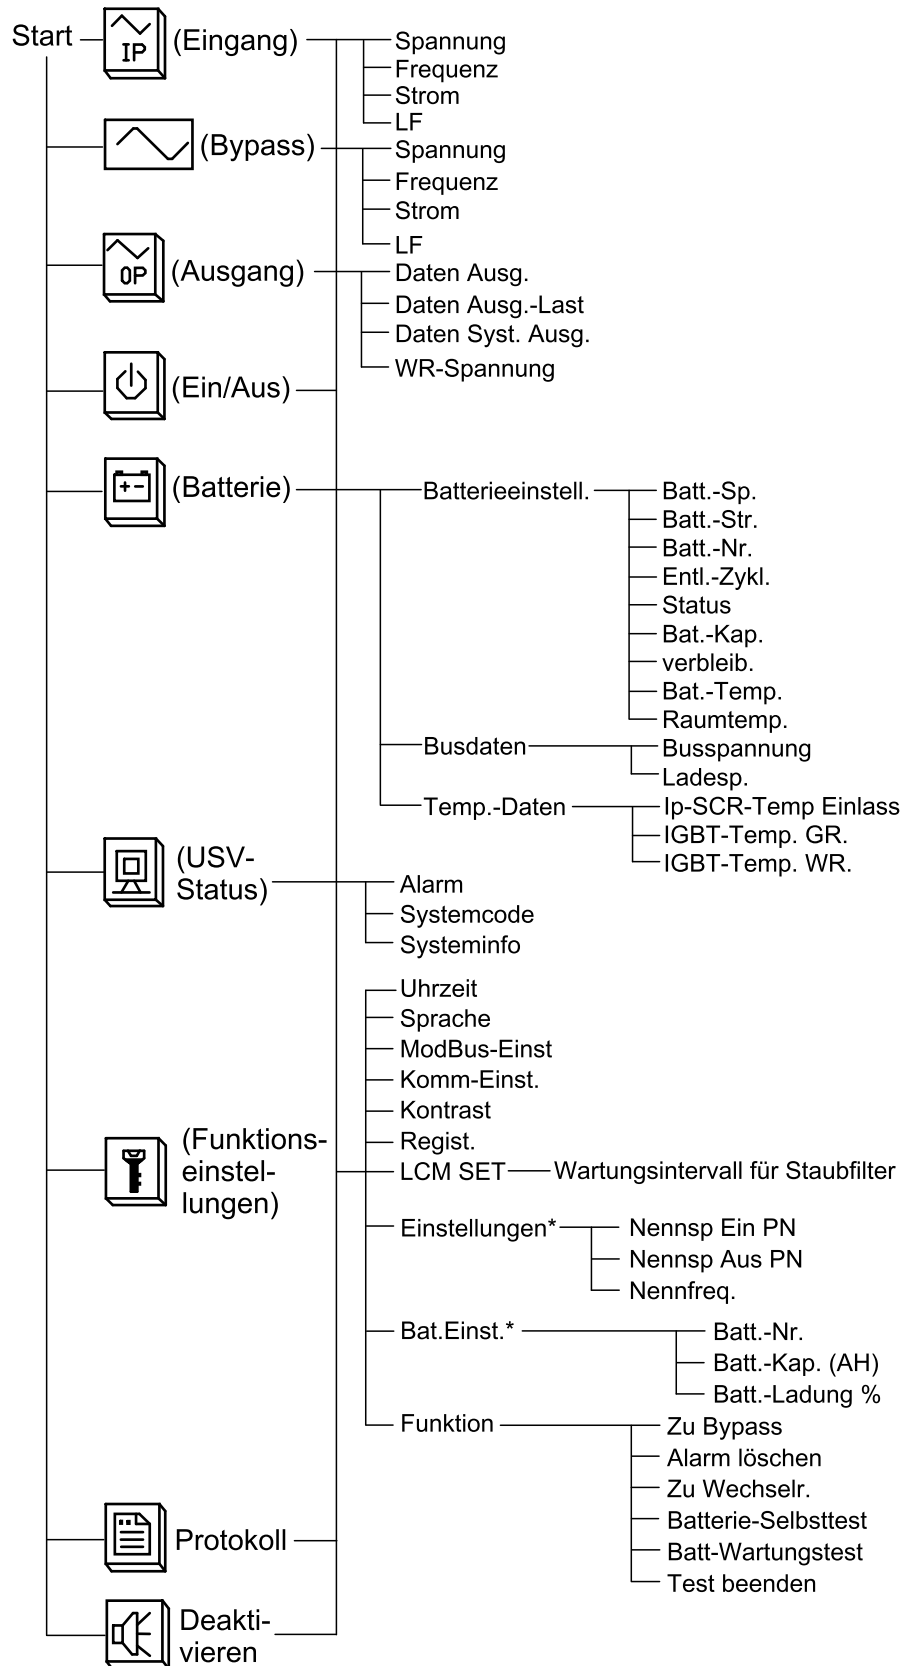 Start
IP
(Eingang)
Spannung
Frequenz
Strom
LF
(Bypass)
Spannung
Frequenz
Strom
LF
OP
(Ausgang)
Daten Ausg.
Daten Ausg.-Last
Daten Syst. Ausg.
WR-Spannung
(Ein/Aus)
+ -
(Batterie)
Batterieeinstell.
Batt.-Sp.
Batt.-Str.
Batt.-Nr.
Entl.-Zykl.
Status
Bat.-Kap.
verbleib.
Bat.-Temp.
Raumtemp.
Busdaten
Busspannung
Ladesp.
Temp.-Daten
Ip-SCR-Temp Einlass
IGBT-Temp. GR.
IGBT-Temp. WR.
(USV-
Status)
Alarm
Systemcode
Systeminfo
(Funktions-
einstel-
lungen)
Uhrzeit
Sprache
ModBus-Einst
Komm-Einst.
Kontrast
Regist.
LCM SET
Wartungsintervall für Staubfilter
Einstellungen*
Nennsp Ein PN
Nennsp Aus PN
Nennfreq.
Bat.Einst.*
Batt.-Nr.
Batt.-Kap. (AH)
Batt.-Ladung %
Funktion
Zu Bypass
Alarm löschen
Zu Wechselr.
Batterie-Selbsttest
Batt-Wartungstest
Test beenden
Protokoll
Deakti-
vieren